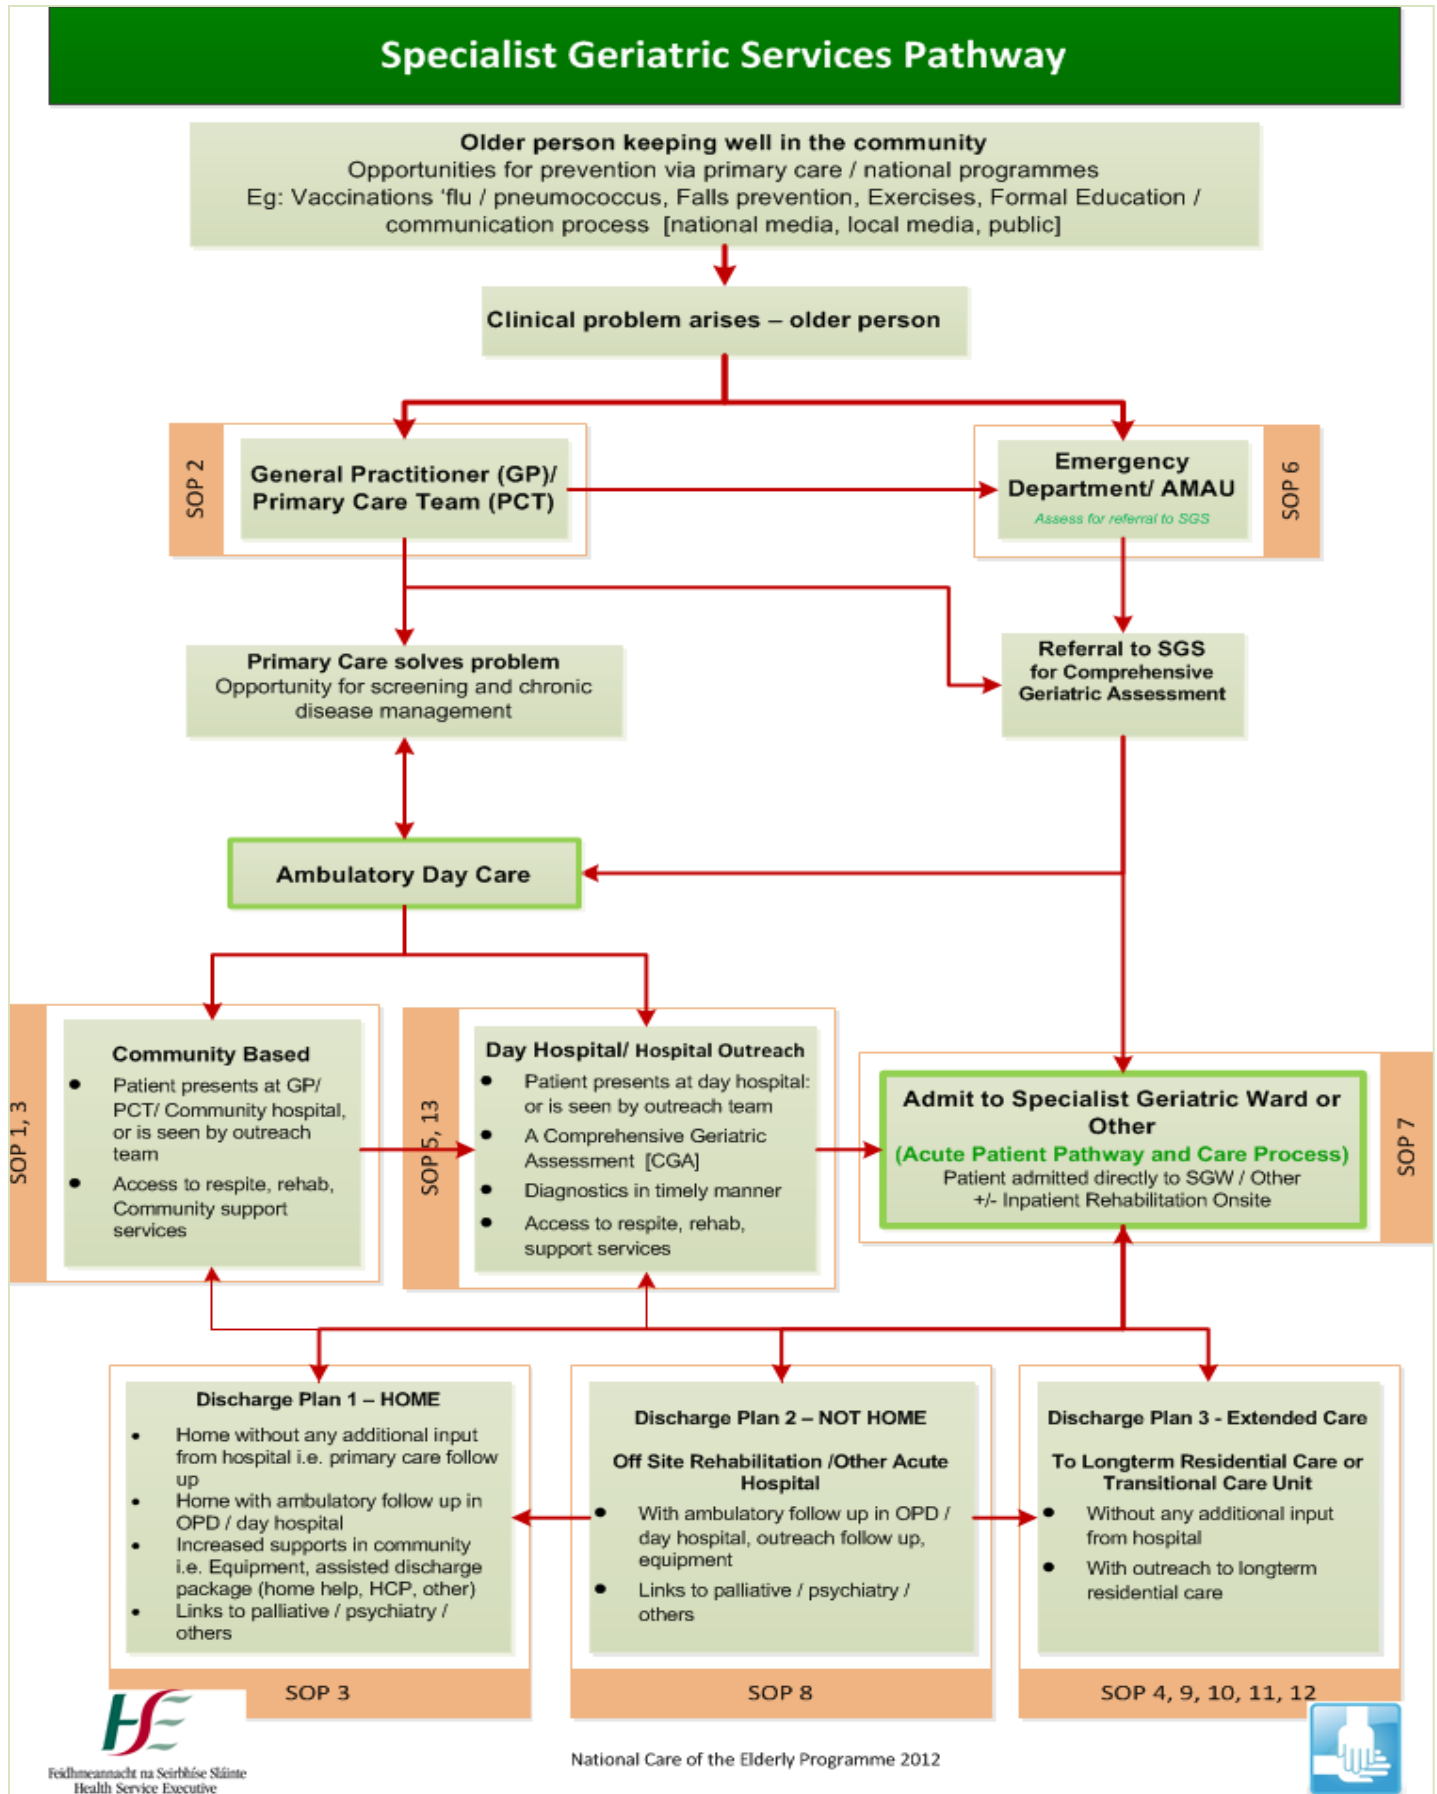 Specialist Geriatric Services Pathway
Older person keeping well in the community
Opportunities for prevention via primary care / national programmes
Eg: Vaccinations 'flu / pneumococcus, Falls prevention, Exercises, Formal Education /
communication process [national media, local media, public]
Clinical problem arises – older person
SOP 2
General Practitioner (GP)/
Primary Care Team (PCT)
Emergency
Department/ AMAU
Assess for referral to SGS
SOP 6
Primary Care solves problem
Opportunity for screening and chronic
disease management
Referral to SGS
for Comprehensive
Geriatric Assessment
Ambulatory Day Care
SOP 1, 3
Community Based
• Patient presents at GP/
PCT/ Community hospital,
or is seen by outreach
team
• Access to respite, rehab,
Community support
services
SOP 5, 13
Day Hospital/ Hospital Outreach
• Patient presents at day hospital:
or is seen by outreach team
• A Comprehensive Geriatric
Assessment [CGA]
• Diagnostics in timely manner
• Access to respite, rehab,
support services
Admit to Specialist Geriatric Ward or
Other
(Acute Patient Pathway and Care Process)
Patient admitted directly to SGW / Other
+/- Inpatient Rehabilitation Onsite
SOP 7
Discharge Plan 1 – HOME
• Home without any additional input
from hospital i.e. primary care follow
up
• Home with ambulatory follow up in
OPD / day hospital
• Increased supports in community
i.e. Equipment, assisted discharge
package (home help, HCP, other)
• Links to palliative / psychiatry /
others
SOP 3
Discharge Plan 2 – NOT HOME
Off Site Rehabilitation /Other Acute
Hospital
• With ambulatory follow up in OPD /
day hospital, outreach follow up,
equipment
• Links to palliative / psychiatry /
others
SOP 8
Discharge Plan 3 - Extended Care
To Longterm Residential Care or
Transitional Care Unit
• Without any additional input
from hospital
• With outreach to longterm
residential care
SOP 4, 9, 10, 11, 12
HSE
Feidhmeannacht na Seirbhíse Sláinte
Health Service Executive
National Care of the Elderly Programme 2012